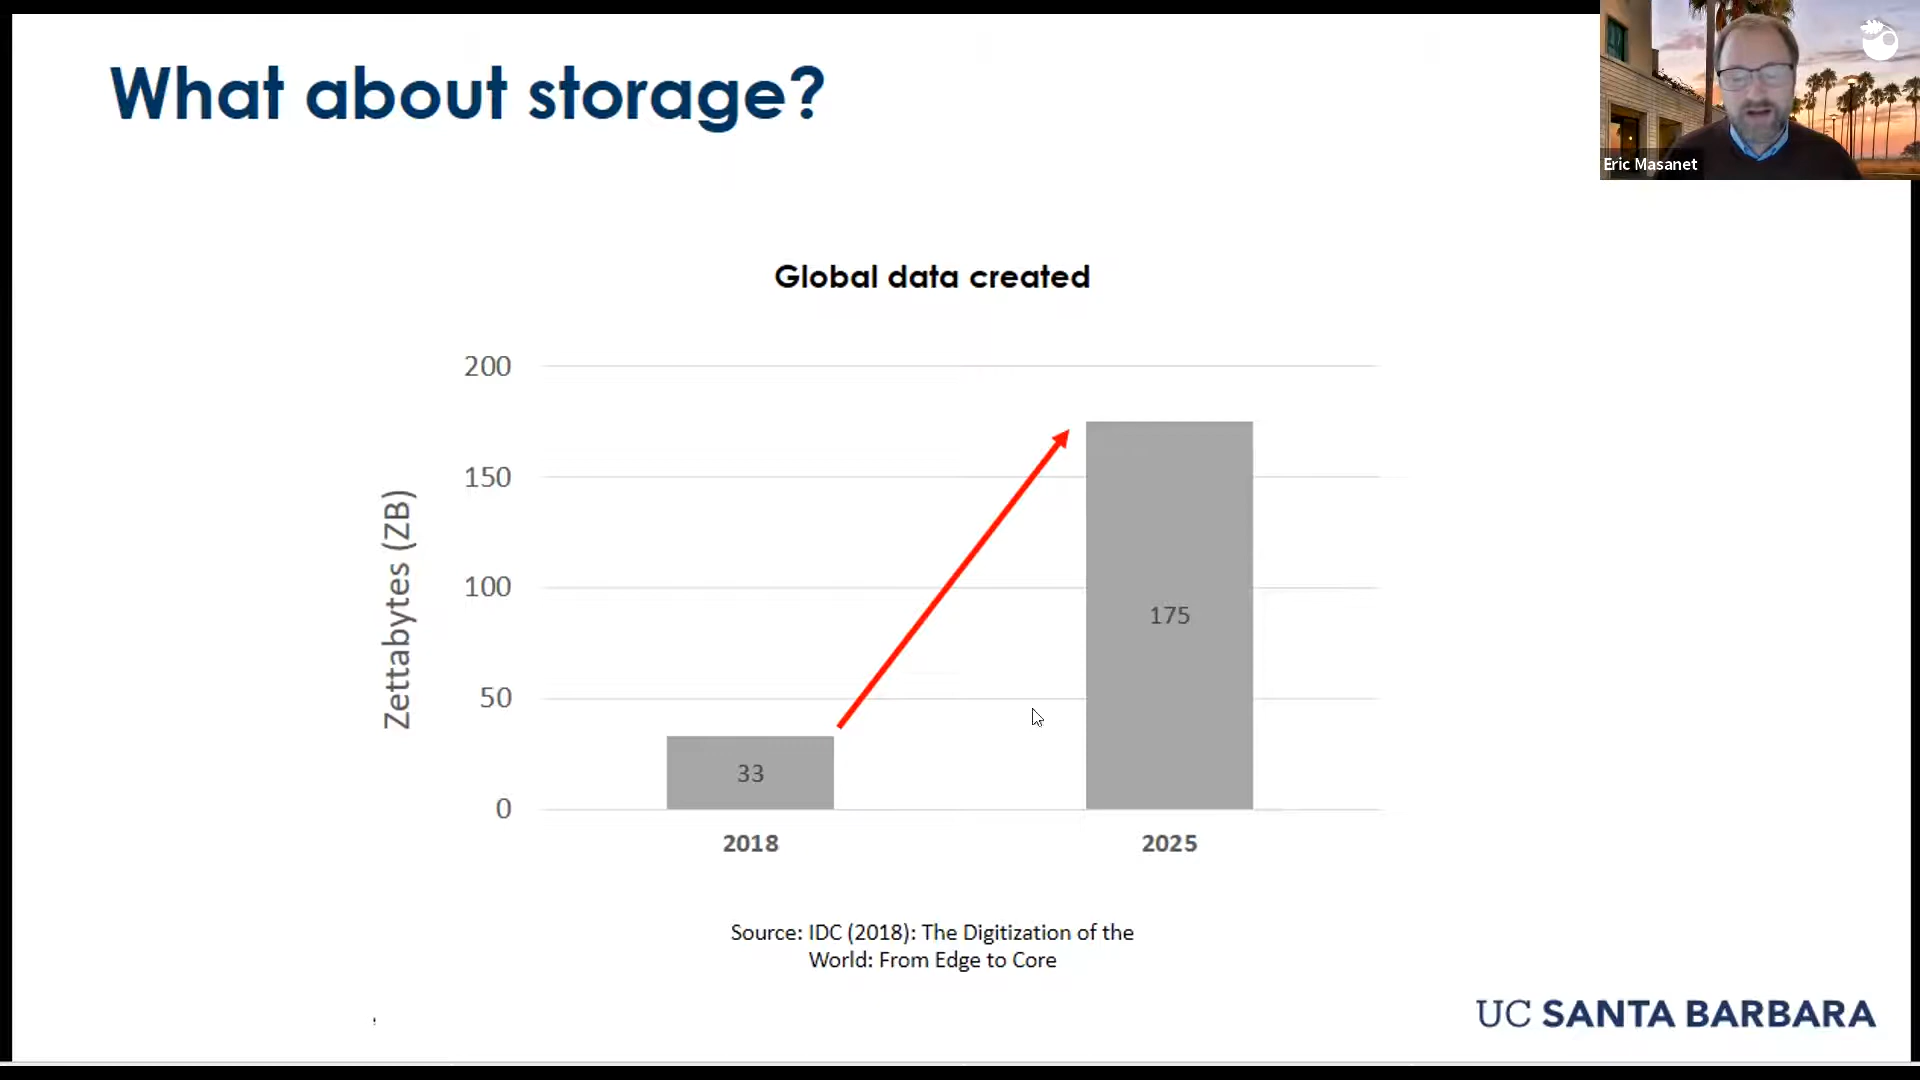 What about storage?
Eric Masanet
Global data created
Zettabytes (ZB)
200
150
100
50
0
33
175
2018
2025
Source: IDC (2018): The Digitization of the
World: From Edge to Core
UC SANTA BARBARA